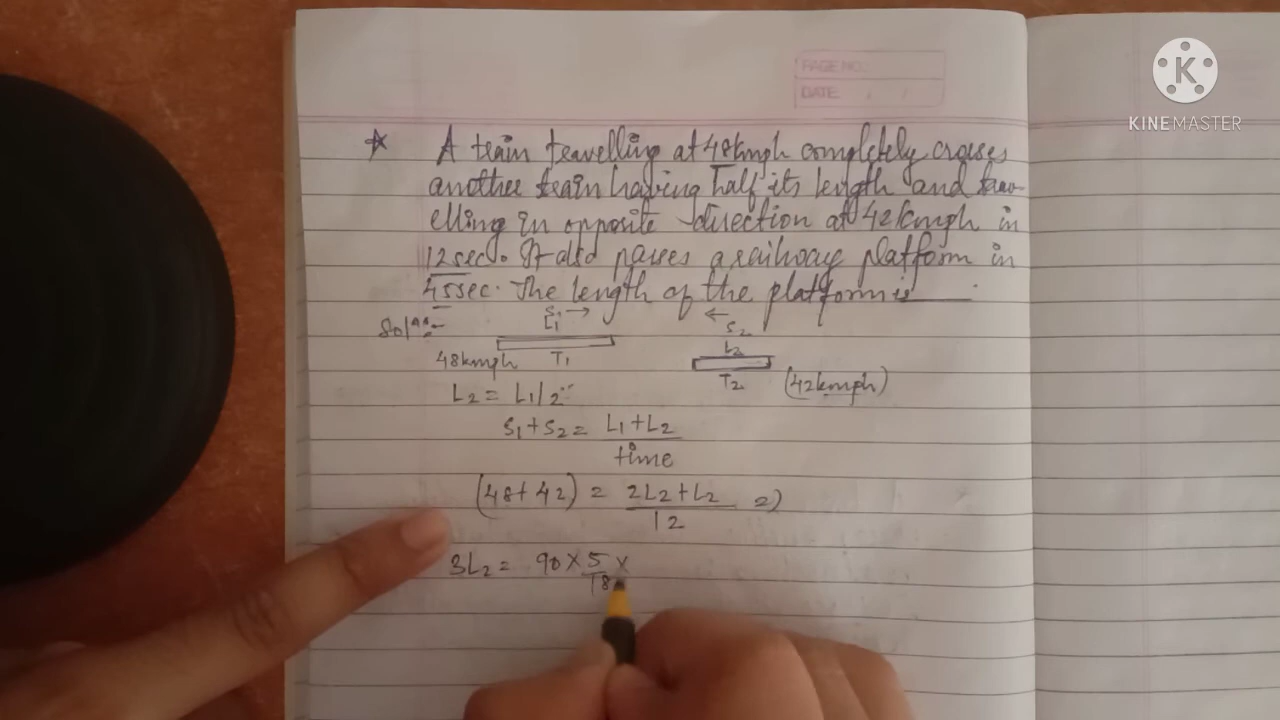 PAGE NO.:
DATE: / /
KINEMASTER
☆ A train travelling at 48kmph completely crosses
another train having half its length and trav-
elling in opposite direction at 42kmph in
12sec. It also passes a railway platform in
45sec. The length of the platform is ____.
Soln:-
S1 → ← S2
L1 L2
48kmph T1 T2 (42kmph)
L2 = L1/2
S1+S2 = L1+L2
time
(48+42) = 2L2+L2 =>
12
3L2 = 90 × 5 ×
18